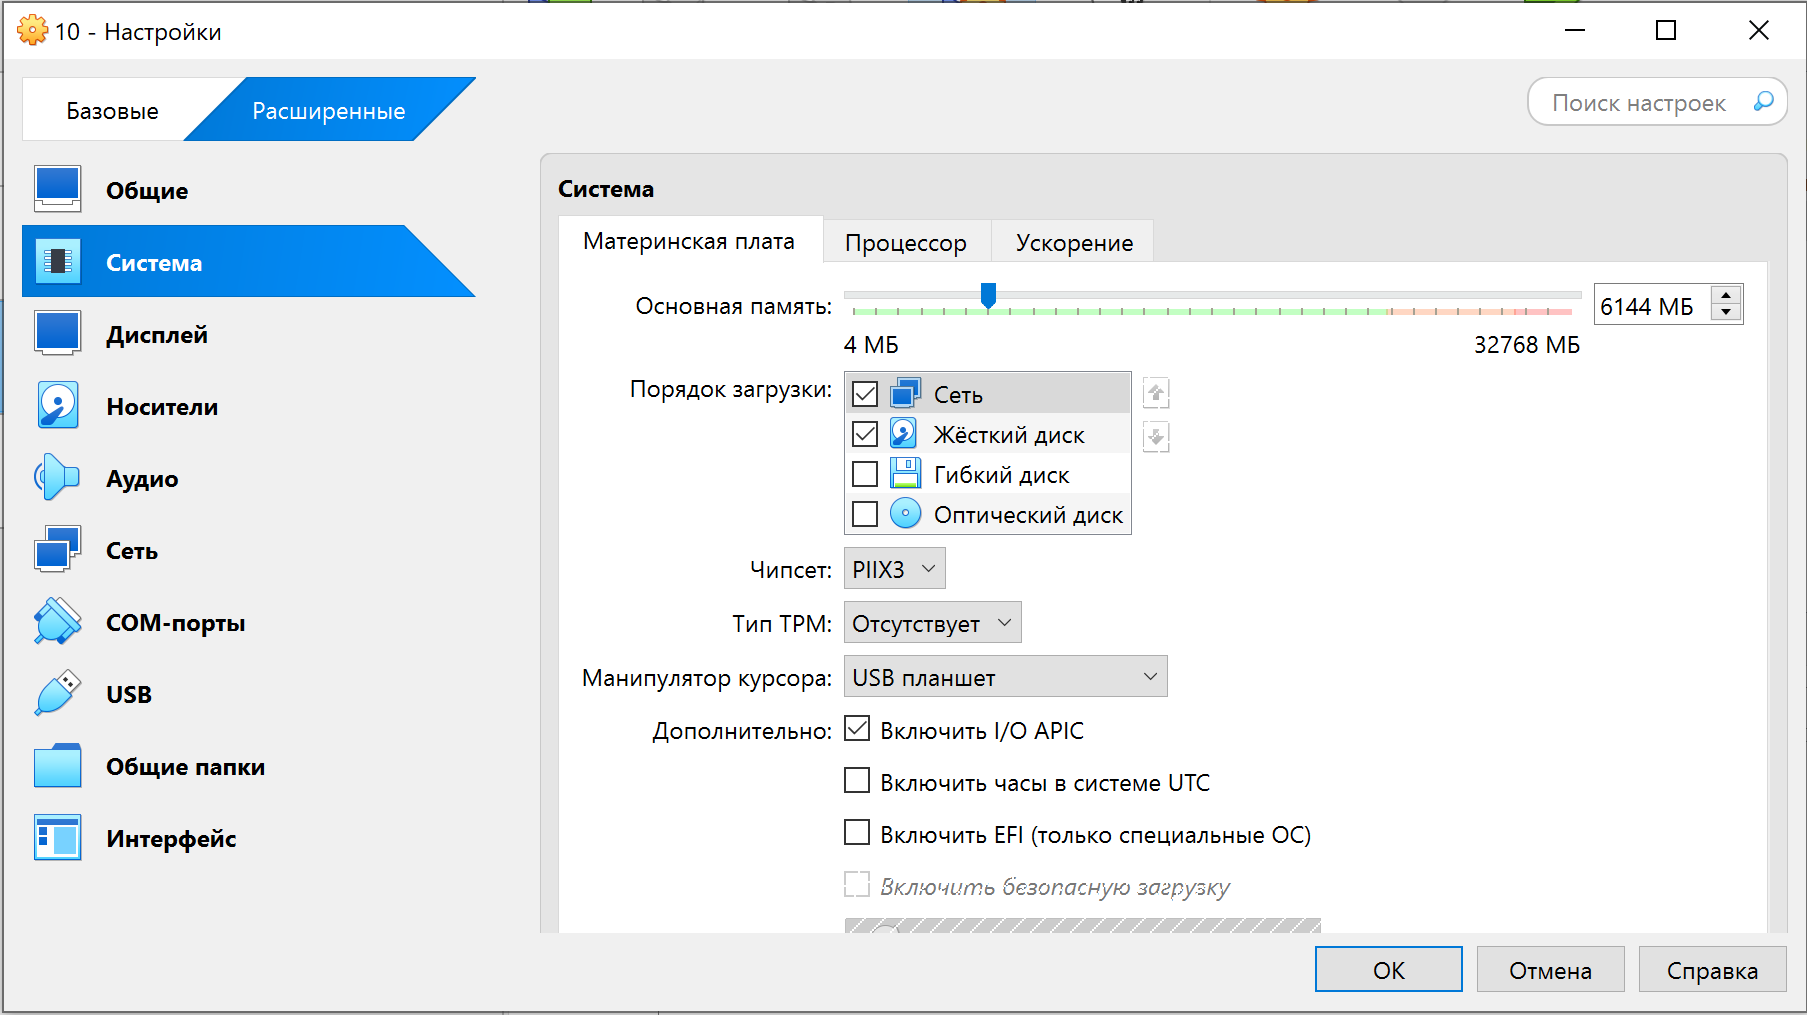 10 - Настройки
Базовые
Расширенные
Поиск настроек
Общие
Система
Дисплей
Носители
Аудио
Сеть
COM-порты
USB
Общие папки
Интерфейс
Система
Материнская плата
Процессор
Ускорение
Основная память:
6144 МБ
4 МБ
32768 МБ
Порядок загрузки:
Сеть
Жёсткий диск
Гибкий диск
Оптический диск
Чипсет:
PIIX3
Тип TPM:
Отсутствует
Манипулятор курсора:
USB планшет
Дополнительно:
Включить I/O APIC
Включить часы в системе UTC
Включить EFI (только специальные ОС)
Включить безопасную загрузку
OK
Отмена
Справка